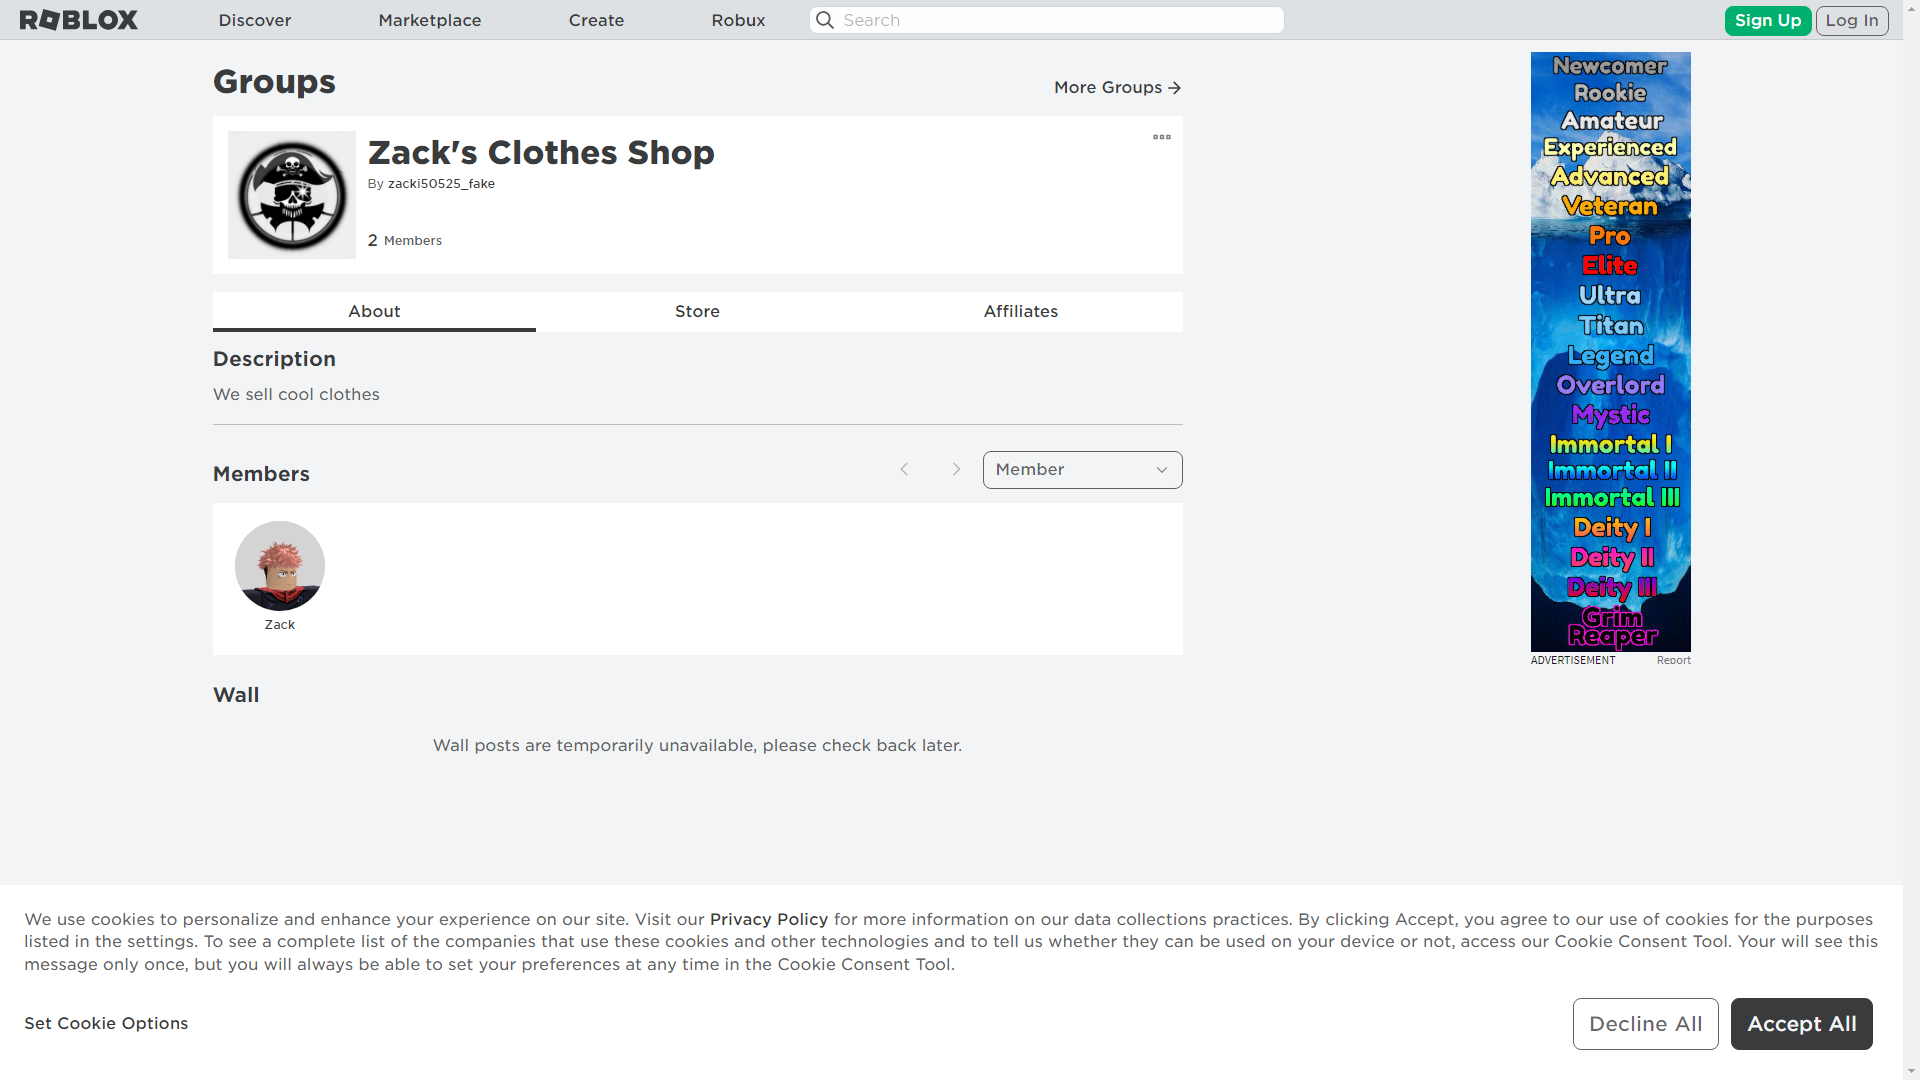 ROBLOX
Discover
Marketplace
Create
Robux
Search
Sign Up
Log In
Groups
More Groups
Zack's Clothes Shop
By zacki50525_fake
2 Members
About
Store
Affiliates
Description
We sell cool clothes
Members
Member
Zack
Wall
Wall posts are temporarily unavailable, please check back later.
Newcomer
Rookie
Amateur
Experienced
Advanced
Veteran
Pro
Elite
Ultra
Titan
Legend
Overlord
Mystic
Immortal I
Immortal II
Immortal III
Deity I
Deity II
Deity III
Grim
Reaper
ADVERTISEMENT
Report
We use cookies to personalize and enhance your experience on our site. Visit our Privacy Policy for more information on our data collections practices. By clicking Accept, you agree to our use of cookies for the purposes
listed in the settings. To see a complete list of the companies that use these cookies and other technologies and to tell us whether they can be used on your device or not, access our Cookie Consent Tool. Your will see this
message only once, but you will always be able to set your preferences at any time in the Cookie Consent Tool.
Set Cookie Options
Decline All
Accept All